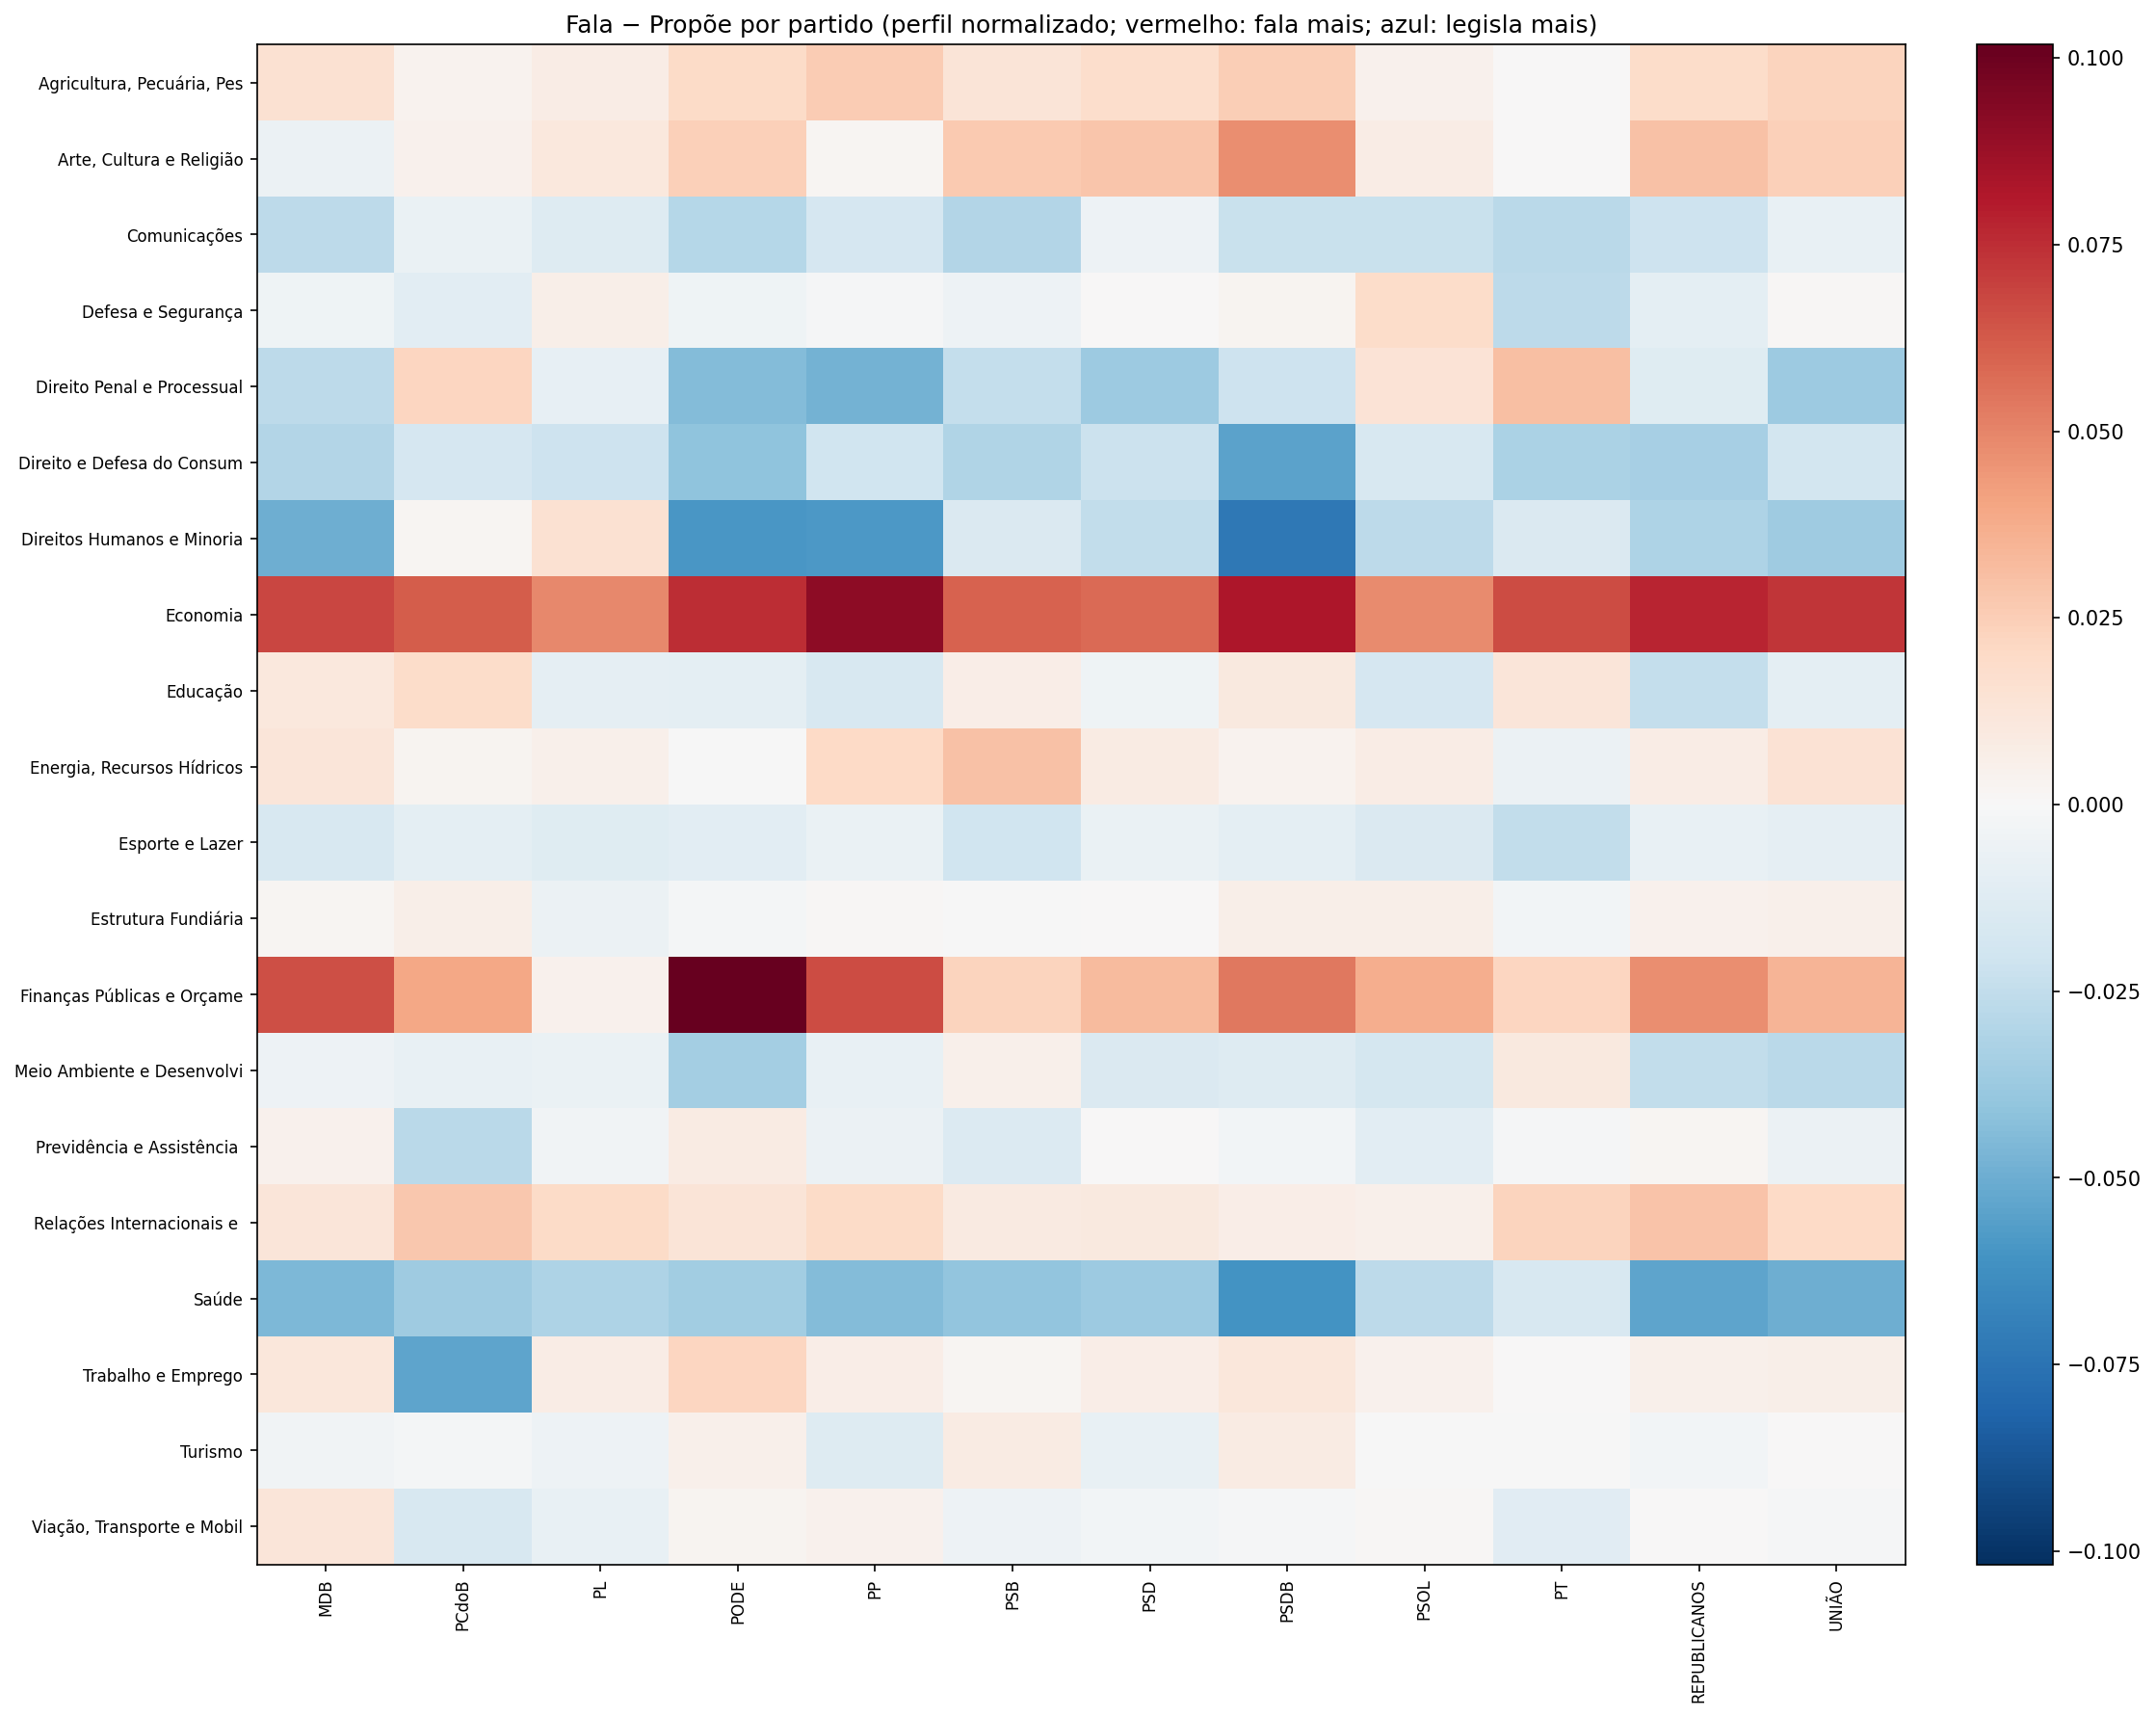 Fala − Propõe por partido (perfil normalizado; vermelho: fala mais; azul: legisla mais)
Agricultura, Pecuária, Pes
Arte, Cultura e Religião
Comunicações
Defesa e Segurança
Direito Penal e Processual
Direito e Defesa do Consum
Direitos Humanos e Minoria
Economia
Educação
Energia, Recursos Hídricos
Esporte e Lazer
Estrutura Fundiária
Finanças Públicas e Orçame
Meio Ambiente e Desenvolvi
Previdência e Assistência
Relações Internacionais e
Saúde
Trabalho e Emprego
Turismo
Viação, Transporte e Mobil
MDB
PCdoB
PL
PODE
PP
PSB
PSD
PSDB
PSOL
PT
REPUBLICANOS
UNIÃO
0.100
0.075
0.050
0.025
0.000
−0.025
−0.050
−0.075
−0.100